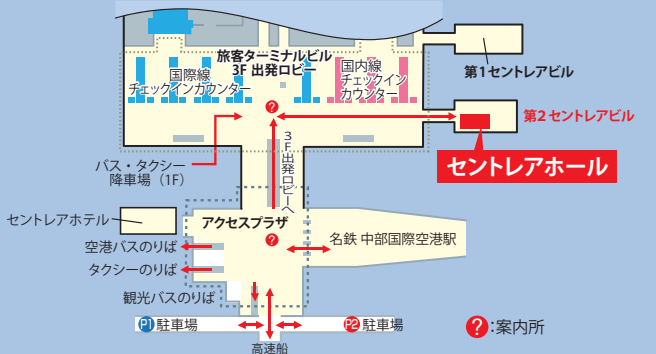 旅客ターミナルビル
3F 出発ロビー
国際線
チェックインカウンター
国内線
チェックイン
カウンター
第1セントレアビル
?
第2セントレアビル
セントレアホール
3F出発ロビーへ
バス・タクシー
降車場（1F）
セントレアホテル
アクセスプラザ
?
名鉄 中部国際空港駅
空港バスのりば
タクシーのりば
観光バスのりば
P1 駐車場
P2 駐車場
高速船
?:案内所